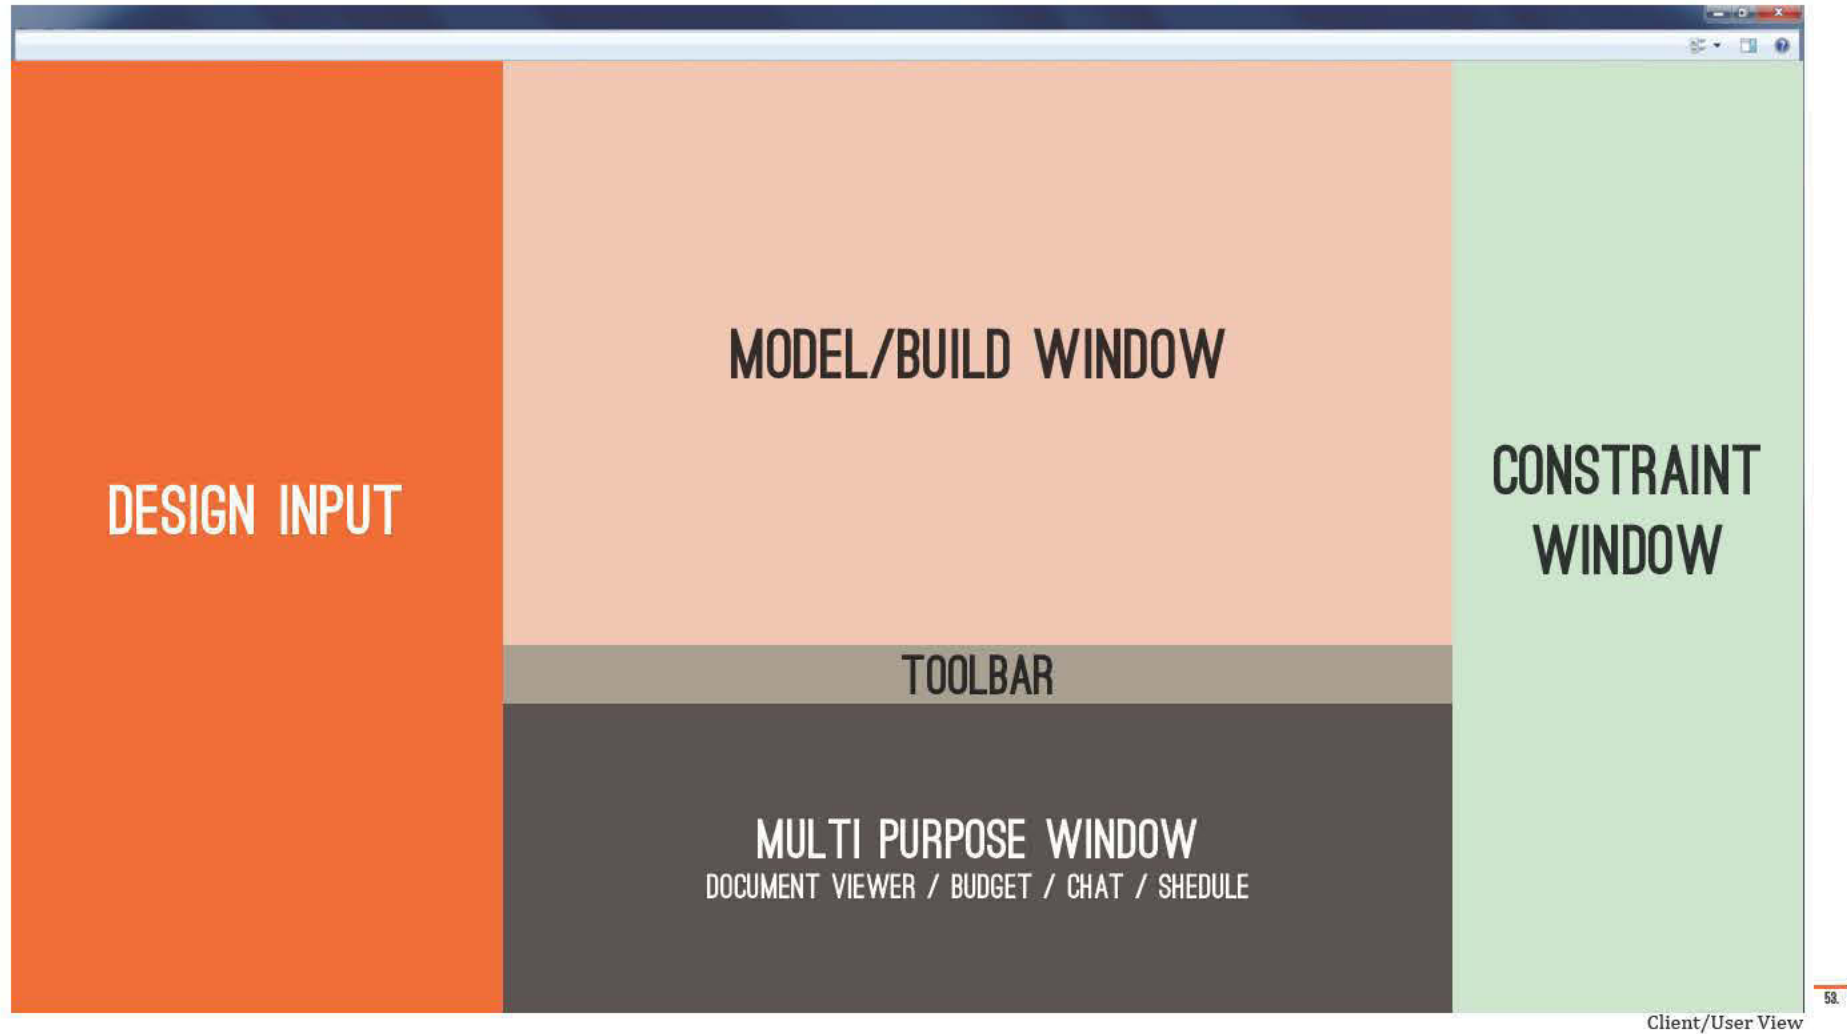 DESIGN INPUT
MODEL/BUILD WINDOW
TOOLBAR
MULTI PURPOSE WINDOW
DOCUMENT VIEWER / BUDGET / CHAT / SHEDULE
CONSTRAINT
WINDOW
53.
Client/User View